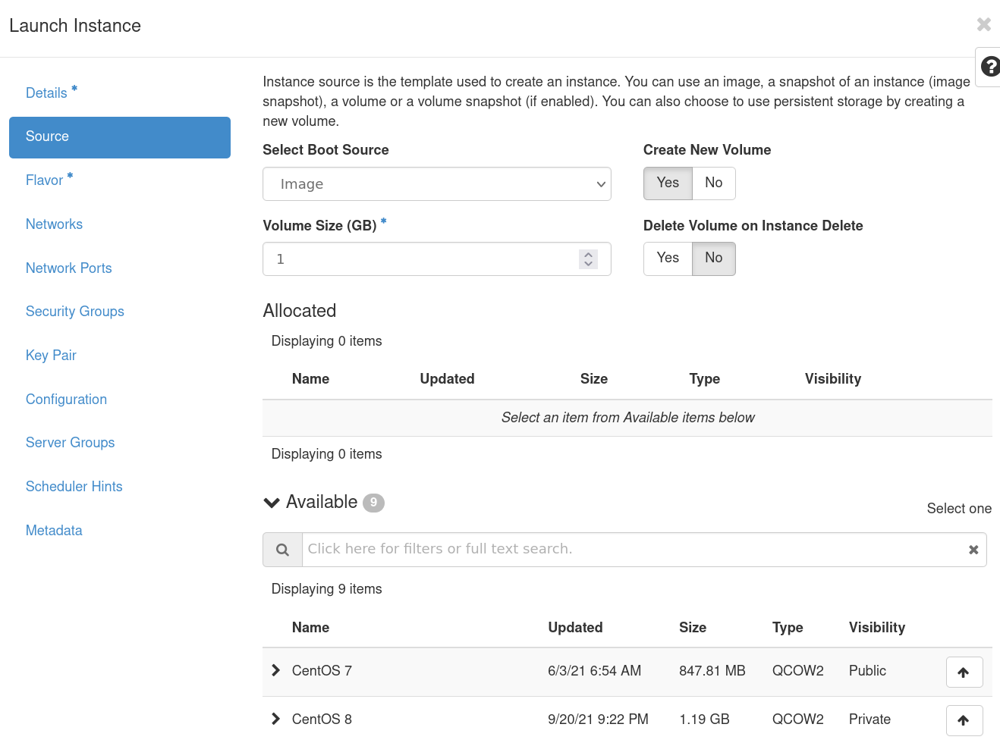 Launch Instance
Details *
Source
Flavor *
Networks
Network Ports
Security Groups
Key Pair
Configuration
Server Groups
Scheduler Hints
Metadata
Instance source is the template used to create an instance. You can use an image, a snapshot of an instance (image
snapshot), a volume or a volume snapshot (if enabled). You can also choose to use persistent storage by creating a
new volume.
Select Boot Source
Image
Create New Volume
Yes No
Volume Size (GB) *
1
Delete Volume on Instance Delete
Yes No
Allocated
Displaying 0 items
Name Updated Size Type Visibility
Select an item from Available items below
Displaying 0 items
Available 9
Select one
Click here for filters or full text search.
Displaying 9 items
Name Updated Size Type Visibility
CentOS 7 6/3/21 6:54 AM 847.81 MB QCOW2 Public
CentOS 8 9/20/21 9:22 PM 1.19 GB QCOW2 Private